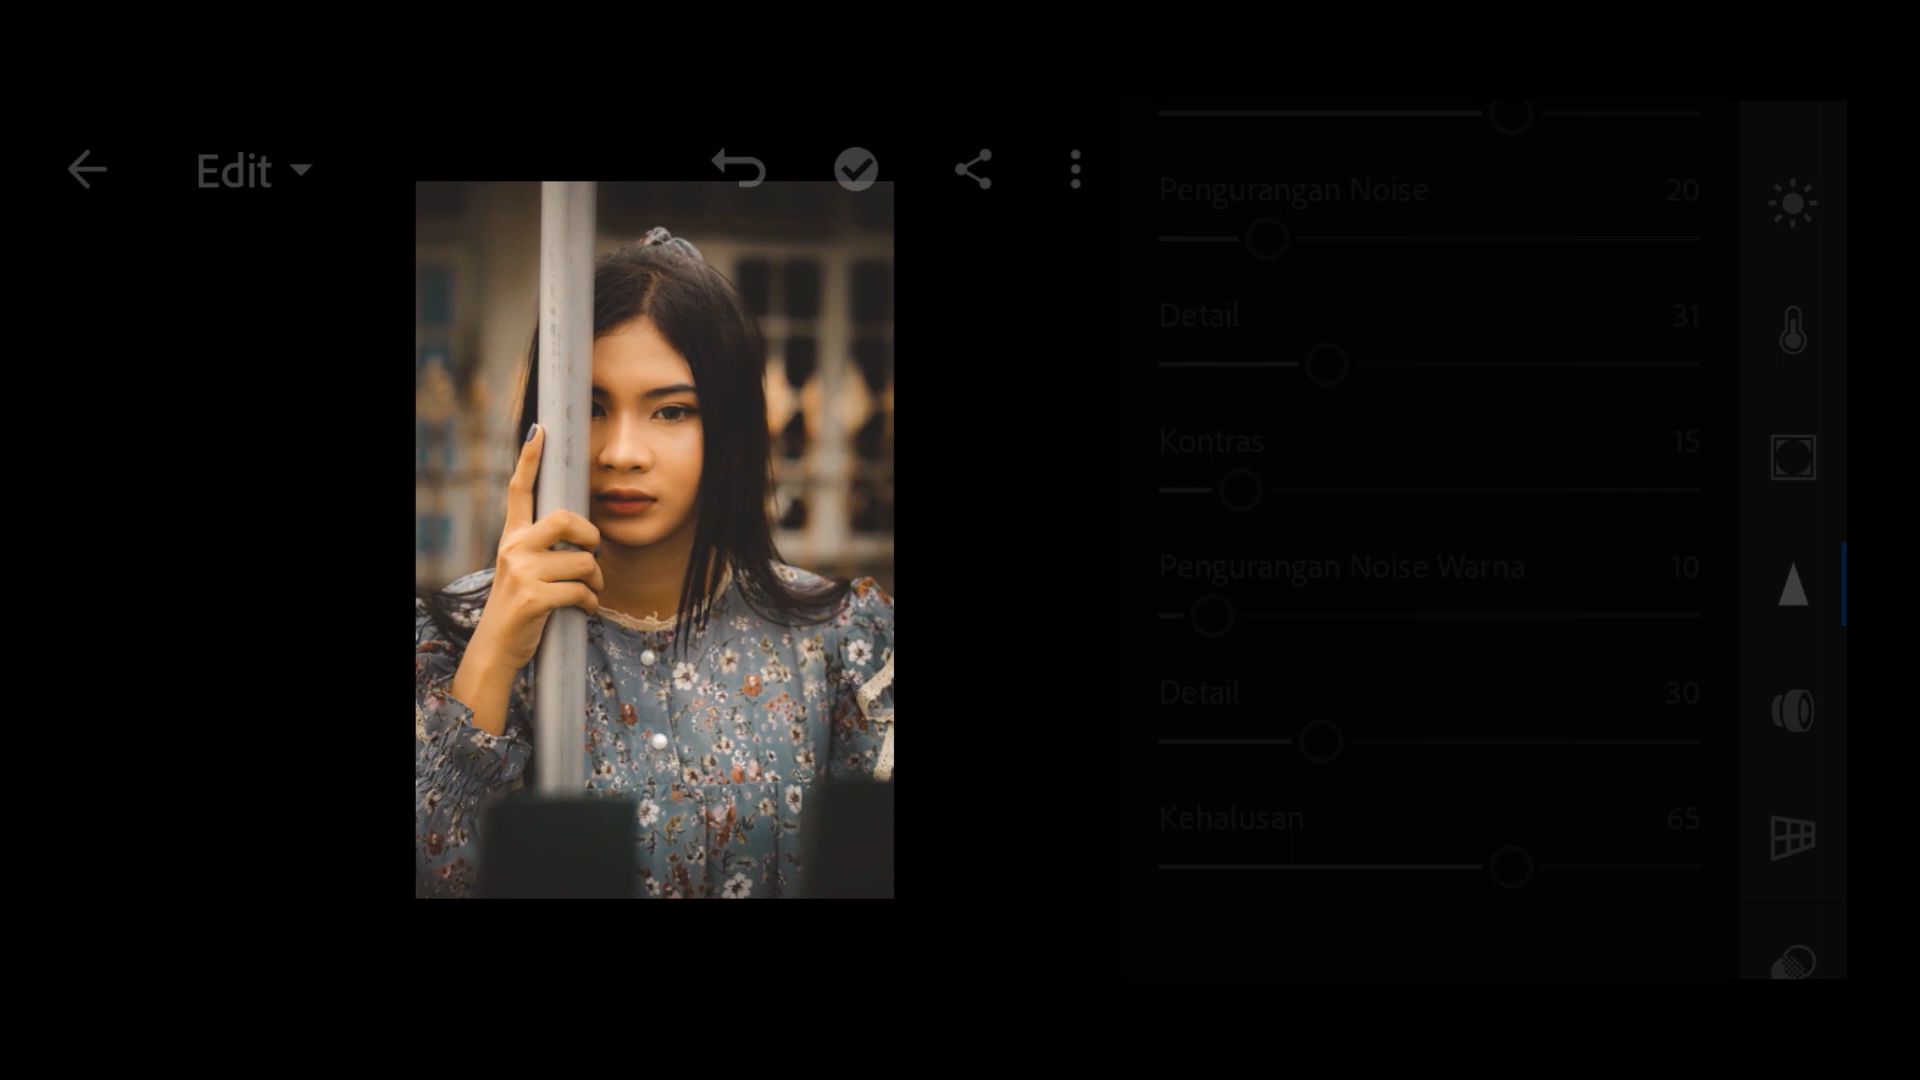 Edit
Pengurangan Noise 20
Detail 31
Kontras 15
Pengurangan Noise Warna 10
Detail 30
Kehalusan 65